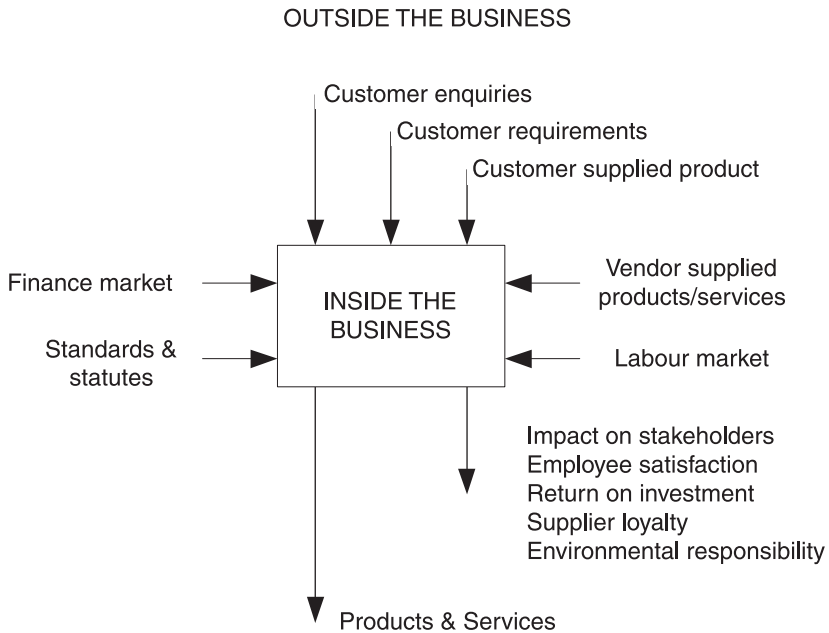 OUTSIDE THE BUSINESS
Customer enquiries
Customer requirements
Customer supplied product
Finance market
INSIDE THE
BUSINESS
Vendor supplied
products/services
Standards &
statutes
Labour market
Impact on stakeholders
Employee satisfaction
Return on investment
Supplier loyalty
Environmental responsibility
Products & Services